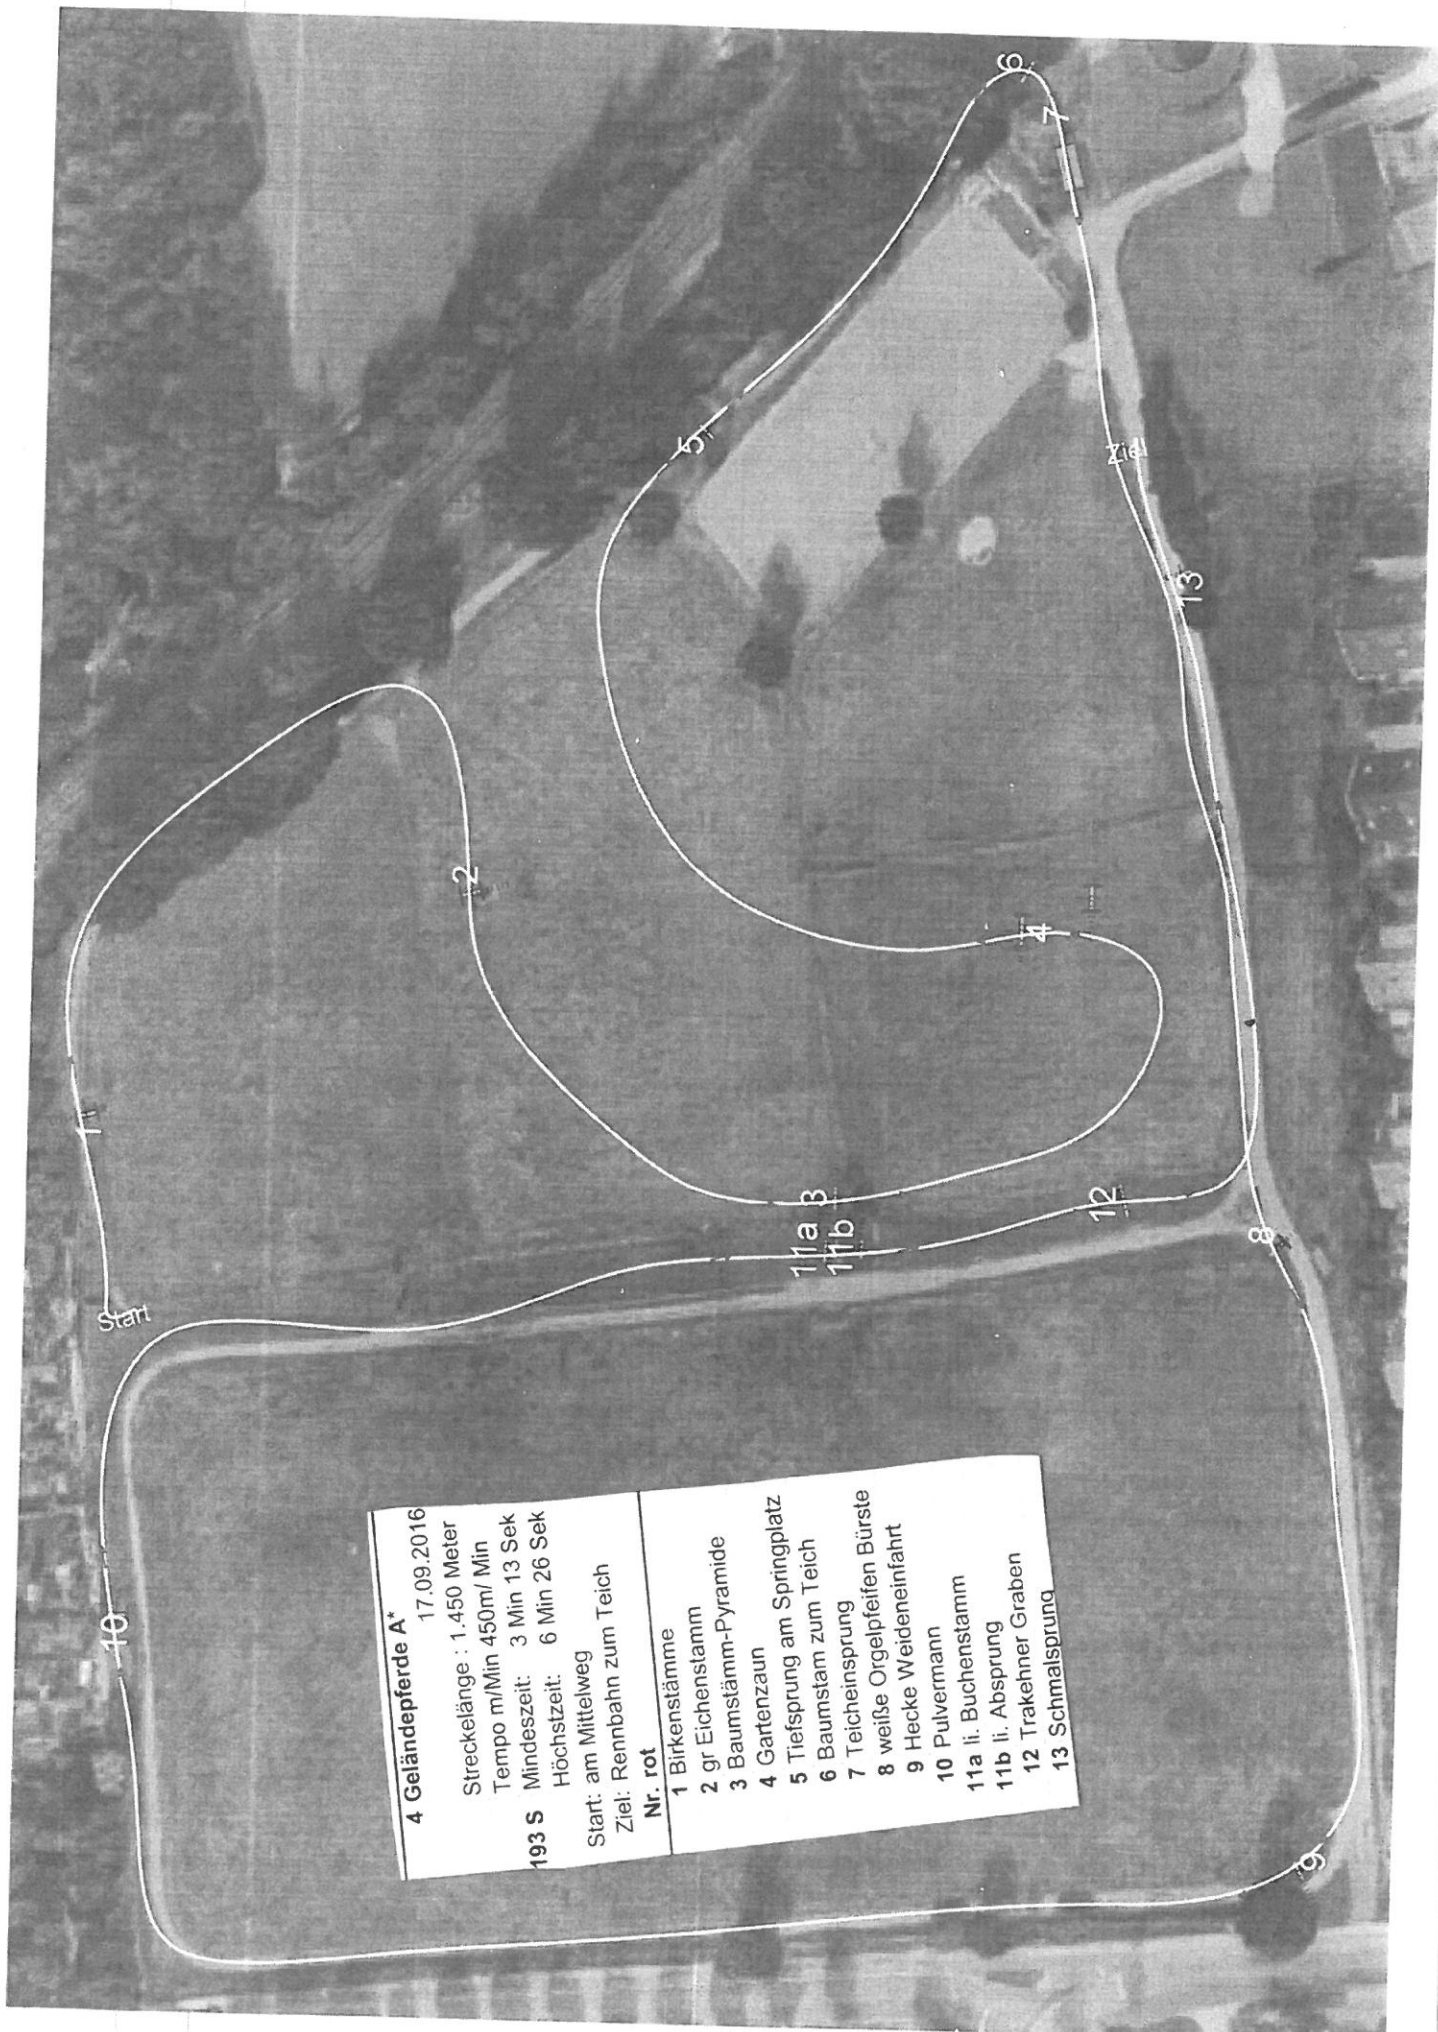 4 Geländepferde A*
17.09.2016
Streckelänge : 1.450 Meter
Tempo m/Min 450m/ Min
193 S Mindeszeit: 3 Min 13 Sek
Höchstzeit: 6 Min 26 Sek
Start: am Mittelweg
Ziel: Rennbahn zum Teich
Nr. rot
1 Birkenstämme
2 gr Eichenstamm
3 Baumstämm-Pyramide
4 Gartenzaun
5 Tiefsprung am Springplatz
6 Baumstam zum Teich
7 Teicheinsprung
8 weiße Orgelpfeifen Bürste
9 Hecke Weideneinfahrt
10 Pulvermann
11a li. Buchenstamm
11b li. Absprung
12 Trakehner Graben
13 Schmalsprung
Start
1
2
3
4
5
6
7
8
9
10
11a
11b
12
13
Ziel